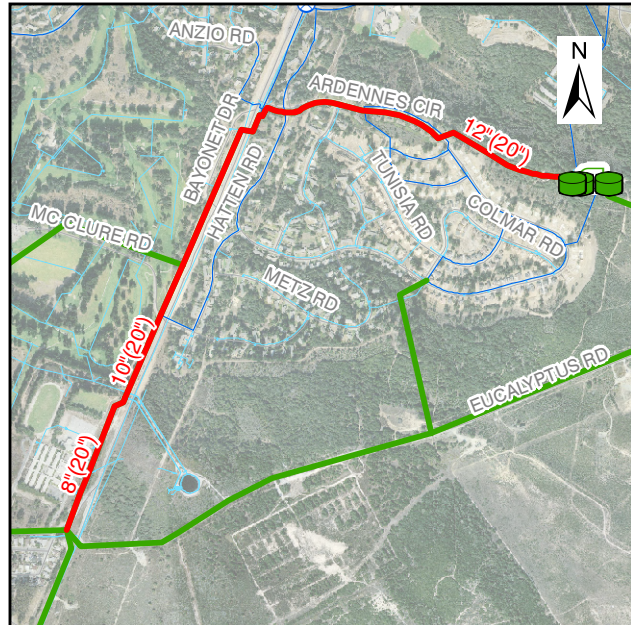 ANZIO RD
N
ARDENNES CIR
BAYONET DR
12"(20")
HATTEN RD
TUNISIA RD
COLMAR RD
MC CLURE RD
METZ RD
10"(20")
EUCALYPTUS RD
8"(20")